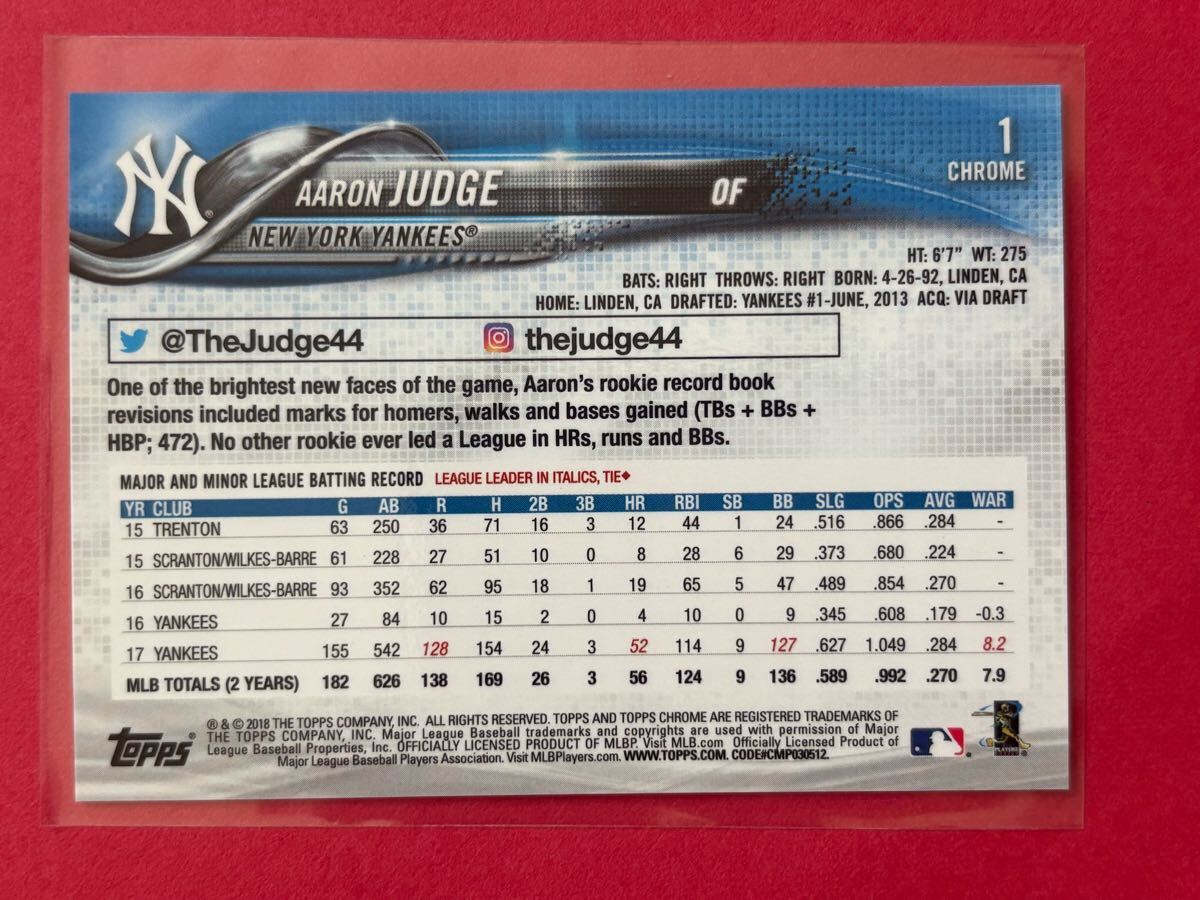 NY
AARON JUDGE OF
NEW YORK YANKEES®
1
CHROME
HT: 6'7" WT: 275
BATS: RIGHT THROWS: RIGHT BORN: 4-26-92, LINDEN, CA
HOME: LINDEN, CA DRAFTED: YANKEES #1-JUNE, 2013 ACQ: VIA DRAFT
@TheJudge44 thejudge44
One of the brightest new faces of the game, Aaron's rookie record book
revisions included marks for homers, walks and bases gained (TBs + BBs +
HBP; 472). No other rookie ever led a League in HRs, runs and BBs.
MAJOR AND MINOR LEAGUE BATTING RECORD LEAGUE LEADER IN ITALICS, TIE♦
YR CLUB G AB R H 2B 3B HR RBI SB BB SLG OPS AVG WAR
15 TRENTON 63 250 36 71 16 3 12 44 1 24 .516 .866 .284 -
15 SCRANTON/WILKES-BARRE 61 228 27 51 10 0 8 28 6 29 .373 .680 .224 -
16 SCRANTON/WILKES-BARRE 93 352 62 95 18 1 19 65 5 47 .489 .854 .270 -
16 YANKEES 27 84 10 15 2 0 4 10 0 9 .345 .608 .179 -0.3
17 YANKEES 155 542 128 154 24 3 52 114 9 127 .627 1.049 .284 8.2
MLB TOTALS (2 YEARS) 182 626 138 169 26 3 56 124 9 136 .589 .992 .270 7.9
TOPPS®
® & © 2018 THE TOPPS COMPANY, INC. ALL RIGHTS RESERVED. TOPPS AND TOPPS CHROME ARE REGISTERED TRADEMARKS OF
THE TOPPS COMPANY, INC. Major League Baseball trademarks and copyrights are used with permission of Major
League Baseball Properties, Inc. OFFICIALLY LICENSED PRODUCT OF MLBP. Visit MLB.com Officially Licensed Product of
Major League Baseball Players Association. Visit MLBPlayers.com. WWW.TOPPS.COM. CODE#CMP030512.